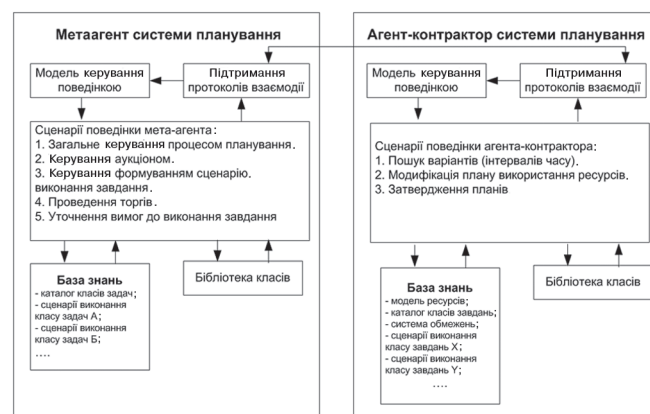 Метаагент системи планування
Модель керування
поведінкою
Підтримання
протоколів взаємодії
Сценарії поведінки мета-агента:
1. Загальне керування процесом планування.
2. Керування аукціоном.
3. Керування формуванням сценарію.
виконання завдання.
4. Проведення торгів.
5. Уточнення вимог до виконання завдання
База знань
- каталог класів задач;
- сценарії виконання
класу задач А;
- сценарії виконання
класу задач Б;
....
Бібліотека класів
Агент-контрактор системи планування
Модель керування
поведінкою
Підтримання
протоколів взаємодії
Сценарії поведінки агента-контрактора:
1. Пошук варіантів (інтервалів часу).
2. Модифікація плану використання ресурсів.
3. Затвердження планів
База знань
- модель ресурсів;
- каталог класів завдань;
- система обмежень;
- сценарії виконання
класу завдань X;
- сценарії виконання
класу завдань Y;
....
Бібліотека класів